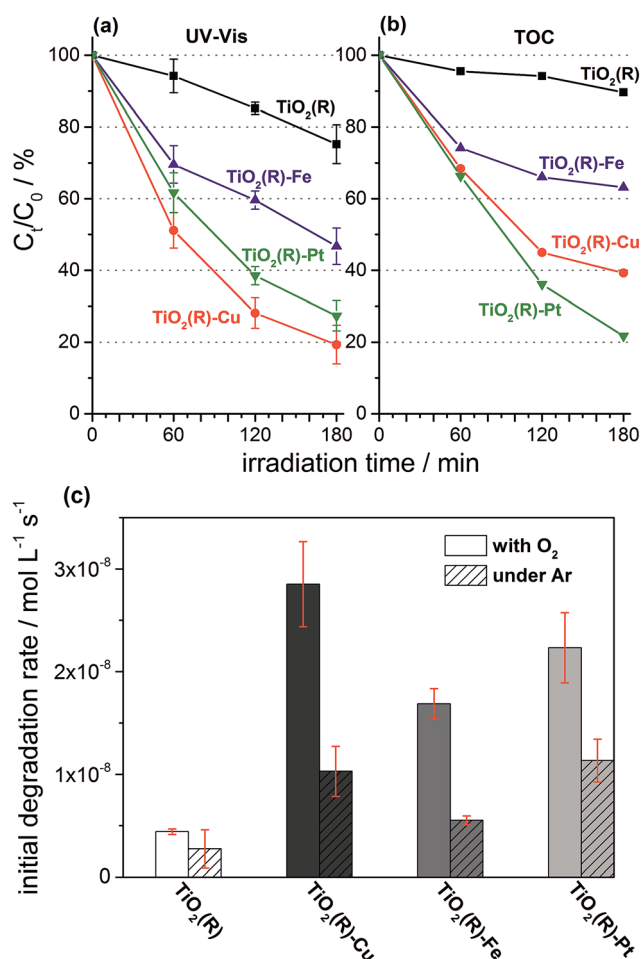 (a) UV-Vis
(b) TOC
100
80
60
40
20
0
C_t/C_0 / %
TiO₂(R)
TiO₂(R)-Fe
TiO₂(R)-Pt
TiO₂(R)-Cu
TiO₂(R)
TiO₂(R)-Fe
TiO₂(R)-Cu
TiO₂(R)-Pt
0 60 120 180
0 60 120 180
irradiation time / min
(c)
with O₂
under Ar
3x10⁻⁸
2x10⁻⁸
1x10⁻⁸
0
initial degradation rate / mol L⁻¹ s⁻¹
TiO₂(R)
TiO₂(R)-Cu
TiO₂(R)-Fe
TiO₂(R)-Pt